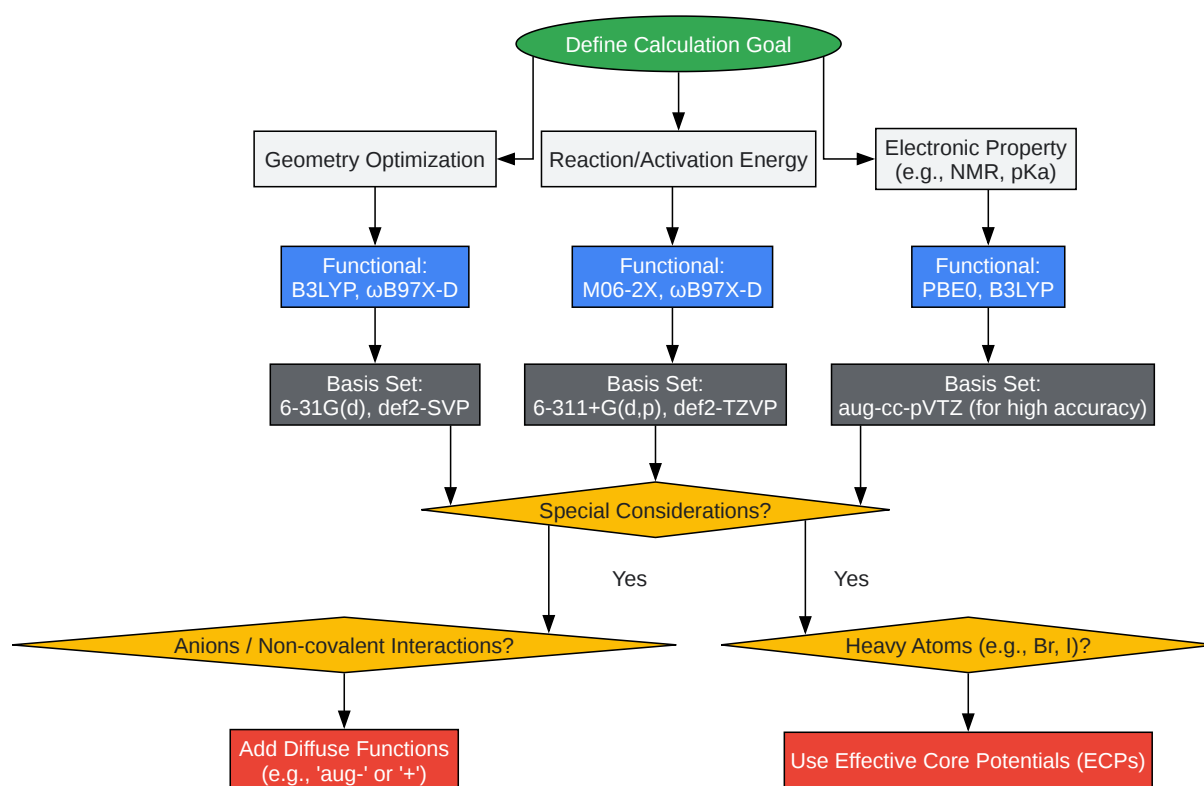 Define Calculation Goal
Geometry Optimization
Reaction/Activation Energy
Electronic Property
(e.g., NMR, pKa)
Functional:
B3LYP, ωB97X-D
Functional:
M06-2X, ωB97X-D
Functional:
PBE0, B3LYP
Basis Set:
6-31G(d), def2-SVP
Basis Set:
6-311+G(d,p), def2-TZVP
Basis Set:
aug-cc-pVTZ (for high accuracy)
Special Considerations?
Yes
Yes
Anions / Non-covalent Interactions?
Heavy Atoms (e.g., Br, I)?
Add Diffuse Functions
(e.g., 'aug-' or '+')
Use Effective Core Potentials (ECPs)